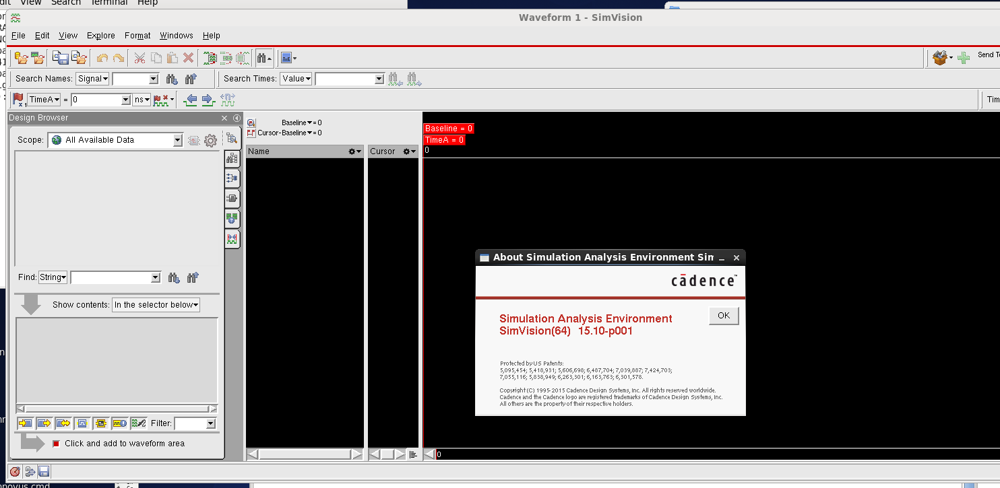 View Search Terminal Help
Waveform 1 - SimVision
File Edit View Explore Format Windows Help
Send T
Search Names: Signal
Search Times: Value
TimeA = 0 ns
Tim
Design Browser
Scope: All Available Data
Find: String
Show contents: In the selector below
Filter:
Click and add to waveform area
Baseline = 0
Cursor-Baseline = 0
Name
Cursor
Baseline = 0
TimeA = 0
0
About Simulation Analysis Environment Sim
cādence™
OK
Simulation Analysis Environment
SimVision(64) 15.10-p001
Protected by US Patents:
5,095,454; 5,418,931; 5,606,698; 6,487,704; 7,039,887; 7,424,703;
7,055,116; 5,838,949; 6,263,301; 6,163,763; 6,301,578.
Copyright (C) 1995-2015 Cadence Design Systems, Inc. All rights reserved worldwide.
Cadence and the Cadence logo are registered trademarks of Cadence Design Systems, Inc.
All others are the property of their respective holders.
0
novus.cmd